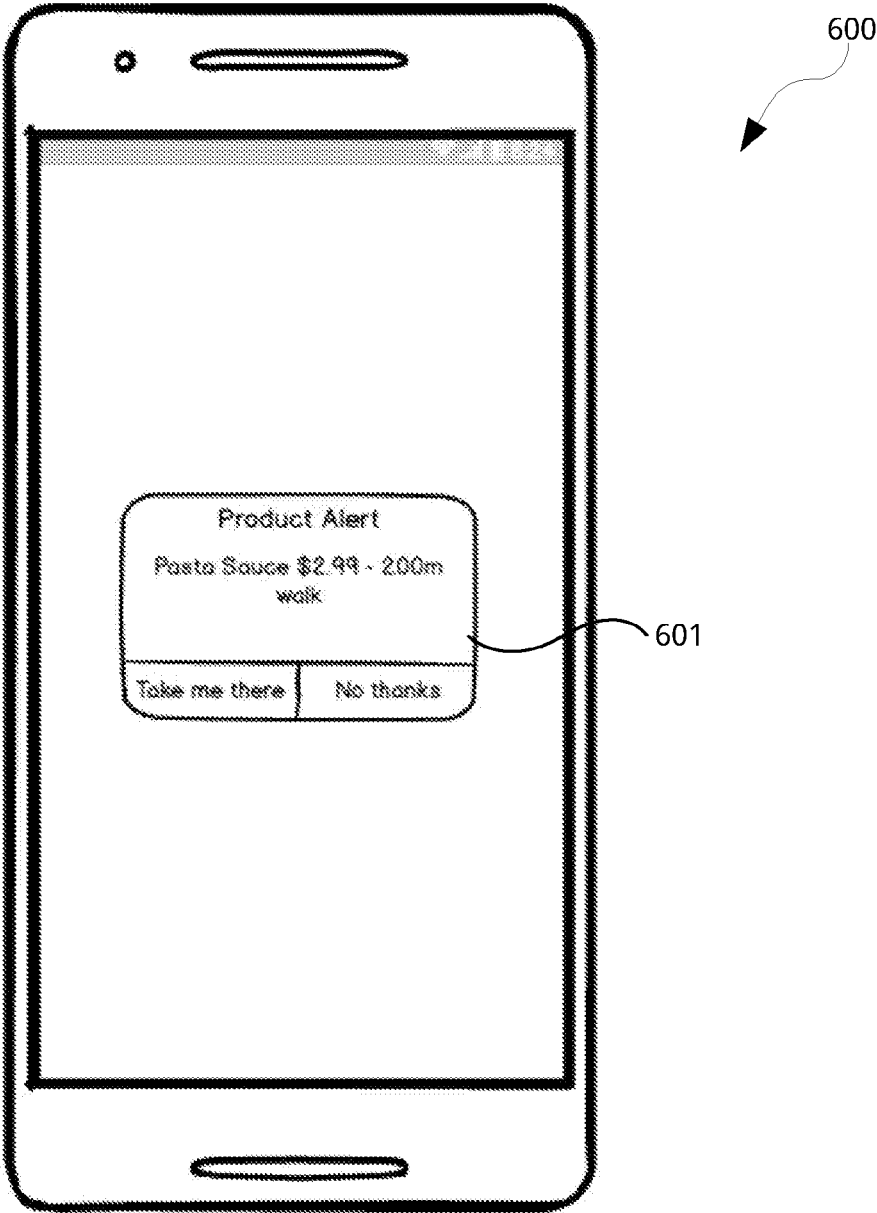 600
Product Alert
Pasta Sauce $2.99 - 200m
walk
601
Take me there
No thanks